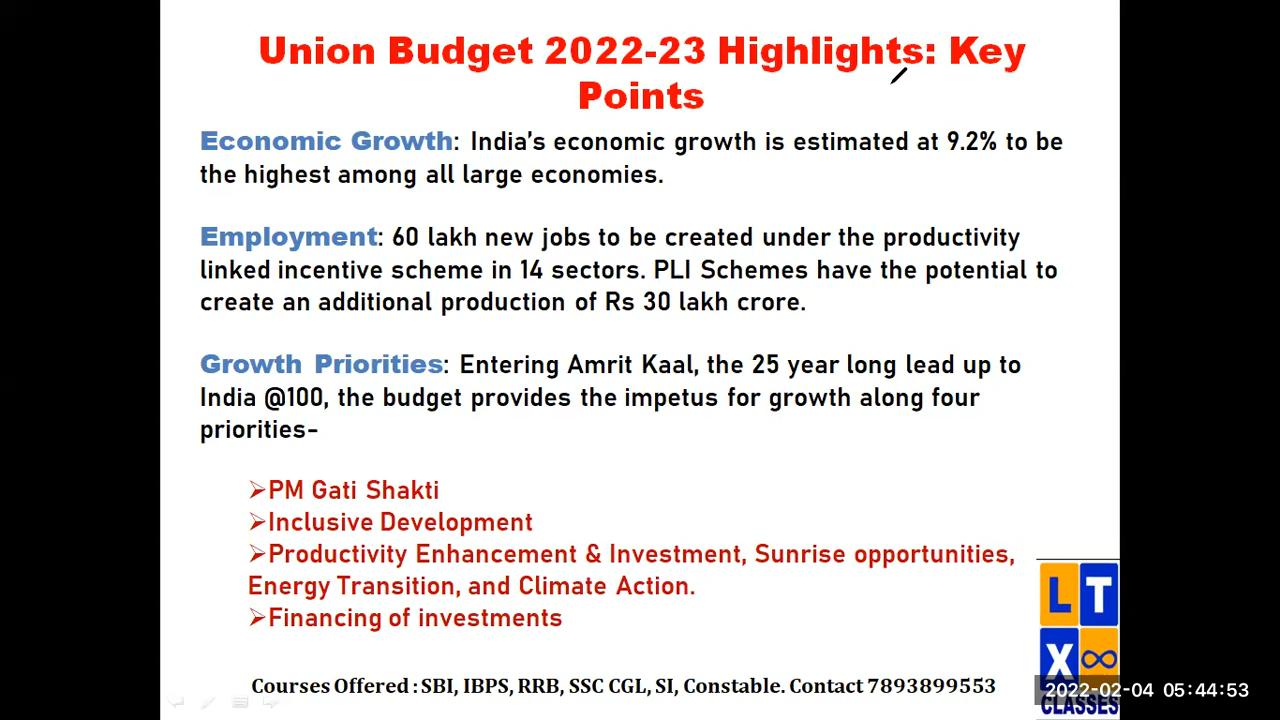 Union Budget 2022-23 Highlights: Key
Points
Economic Growth: India's economic growth is estimated at 9.2% to be
the highest among all large economies.
Employment: 60 lakh new jobs to be created under the productivity
linked incentive scheme in 14 sectors. PLI Schemes have the potential to
create an additional production of Rs 30 lakh crore.
Growth Priorities: Entering Amrit Kaal, the 25 year long lead up to
India @100, the budget provides the impetus for growth along four
priorities-
➢PM Gati Shakti
➢Inclusive Development
➢Productivity Enhancement & Investment, Sunrise opportunities,
Energy Transition, and Climate Action.
➢Financing of investments
L T
X ∞
CLASSES
Courses Offered : SBI, IBPS, RRB, SSC CGL, SI, Constable. Contact 7893899553
2022-02-04 05:44:53